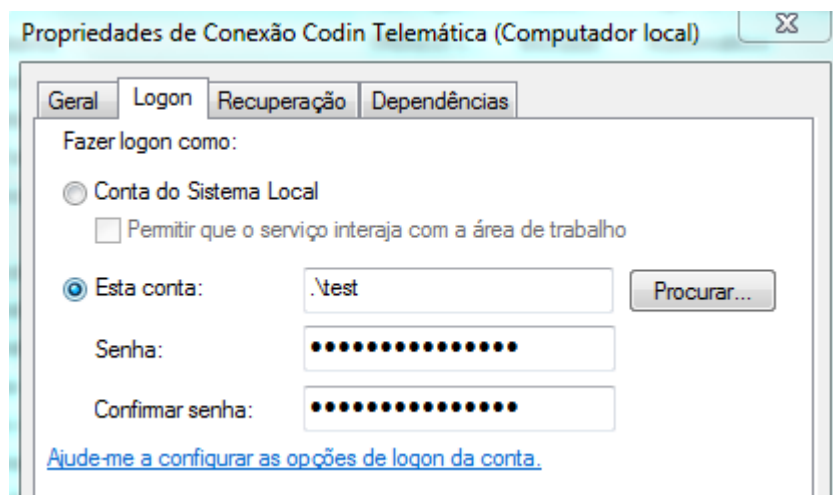 Propriedades de Conexão Codin Telemática (Computador local)
Geral Logon Recuperação Dependências
Fazer logon como:
Conta do Sistema Local
Permitir que o serviço interaja com a área de trabalho
Esta conta: .\test Procurar...
Senha: •••••••••••••••
Confirmar senha: •••••••••••••••
Ajude-me a configurar as opções de logon da conta.